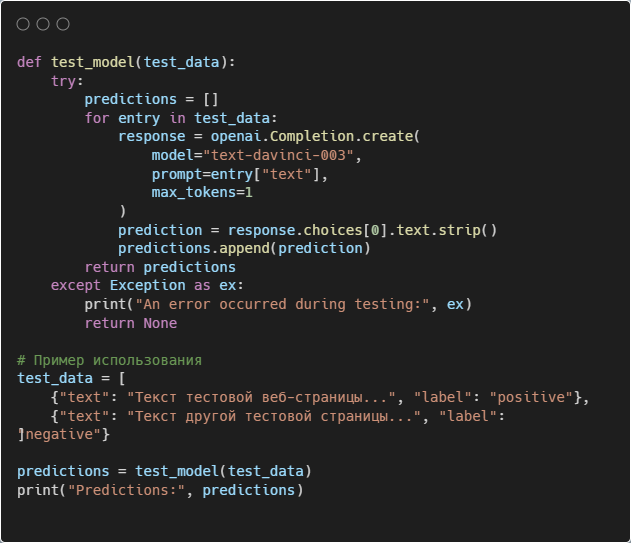 def test_model(test_data):
    try:
        predictions = []
        for entry in test_data:
            response = openai.Completion.create(
                model="text-davinci-003",
                prompt=entry["text"],
                max_tokens=1
            )
            prediction = response.choices[0].text.strip()
            predictions.append(prediction)
        return predictions
    except Exception as ex:
        print("An error occurred during testing:", ex)
        return None
# Пример использования
test_data = [
    {"text": "Текст тестовой веб-страницы...", "label": "positive"},
    {"text": "Текст другой тестовой страницы...", "label":
"negative"}
]
predictions = test_model(test_data)
print("Predictions:", predictions)